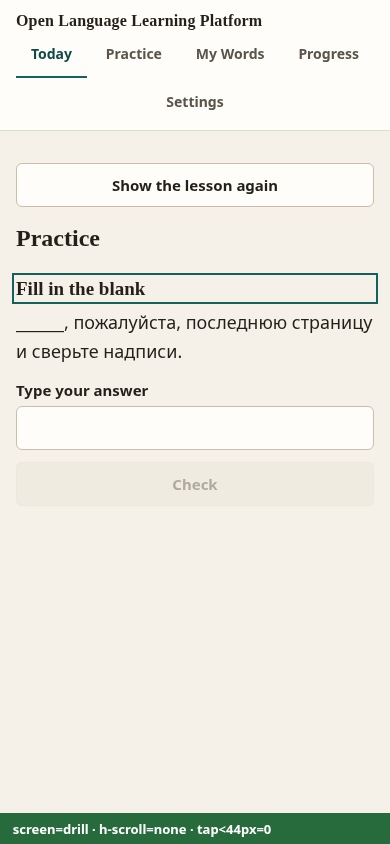 Open Language Learning Platform
Today Practice My Words Progress
Settings
Show the lesson again
Practice
Fill in the blank
______, пожалуйста, последнюю страницу
и сверьте надписи.
Type your answer
Check
screen=drill · h-scroll=none · tap<44px=0